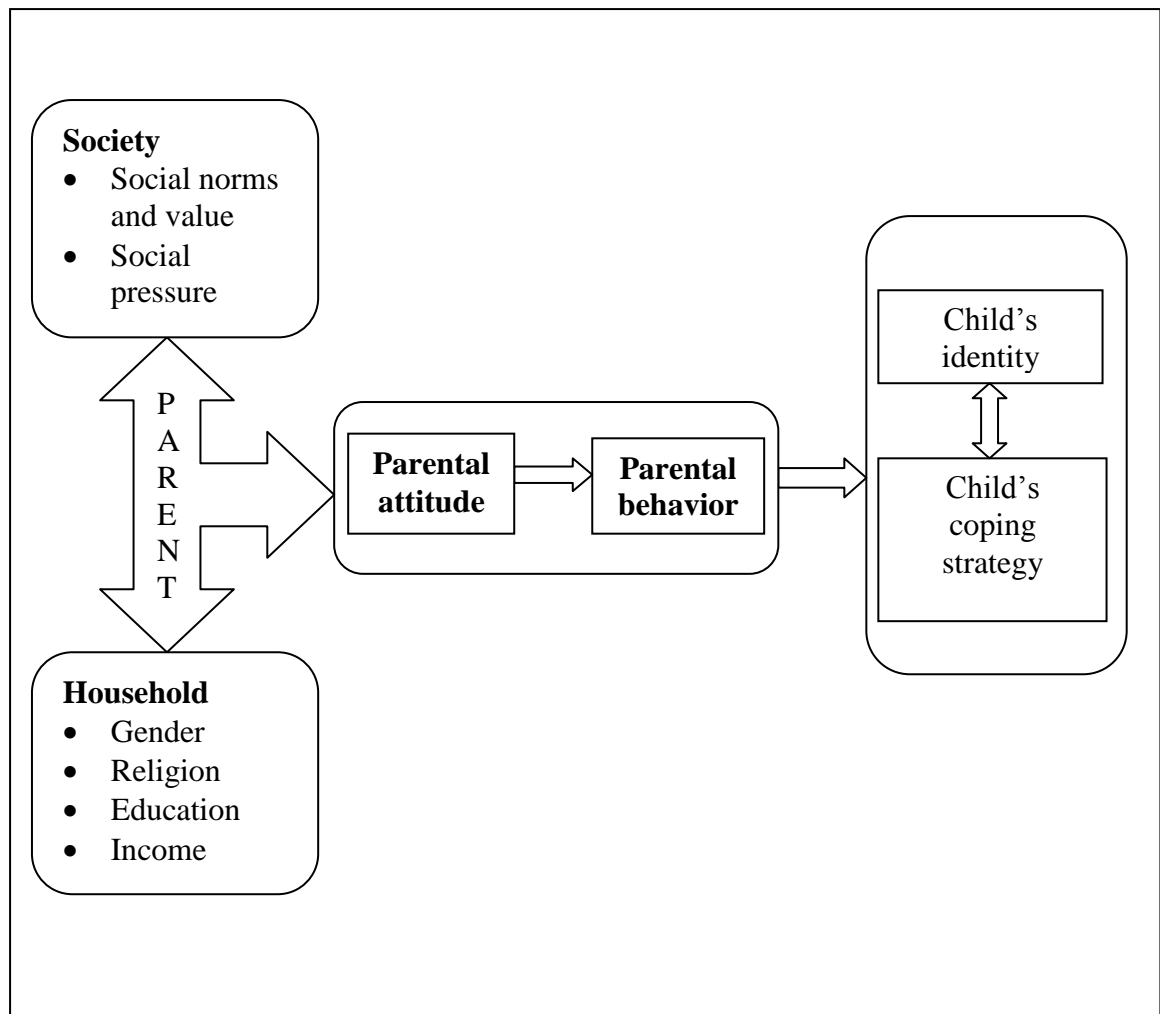 Society
• Social norms
and value
• Social
pressure
P
A
R
E
N
T
Household
• Gender
• Religion
• Education
• Income
Parental
attitude
Parental
behavior
Child’s
identity
Child’s
coping
strategy